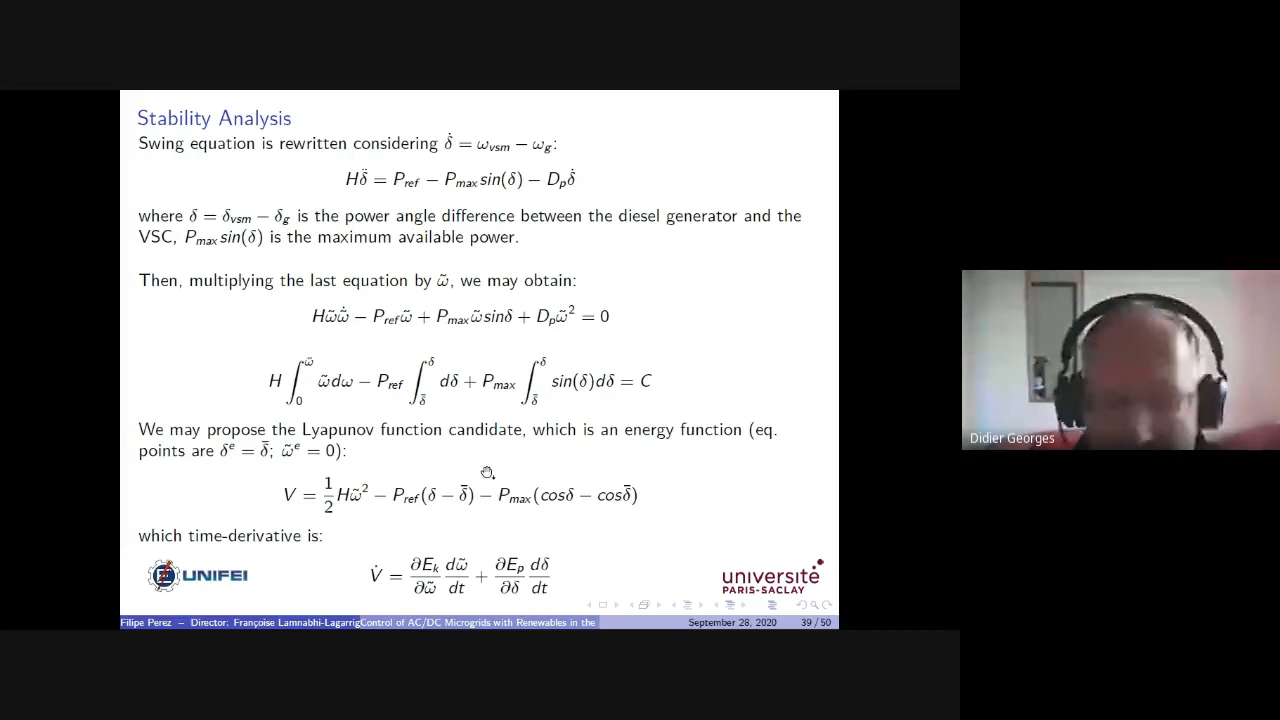 Stability Analysis
Swing equation is rewritten considering δ̇ = ω_vsm − ω_g:
Hδ̈ = P_ref − P_max sin(δ) − D_p δ̇
where δ = δ_vsm − δ_g is the power angle difference between the diesel generator and the
VSC, P_max sin(δ) is the maximum available power.
Then, multiplying the last equation by ω̃, we may obtain:
Hω̃ω̃̇ − P_ref ω̃ + P_max ω̃sinδ + D_p ω̃² = 0
H ∫_0^ω̃ ω̃dω − P_ref ∫_δ̄^δ dδ + P_max ∫_δ̄^δ sin(δ)dδ = C
We may propose the Lyapunov function candidate, which is an energy function (eq.
points are δ^e = δ̄; ω̃^e = 0):
V = 1/2 Hω̃² − P_ref(δ − δ̄) − P_max(cosδ − cosδ̄)
which time-derivative is:
V̇ = ∂E_k/∂ω̃ dω̃/dt + ∂E_p/∂δ dδ/dt
UNIFEI
université
PARIS-SACLAY
Filipe Perez – Director: Françoise Lamnabhi-Lagarrig Control of AC/DC Microgrids with Renewables in the September 28, 2020 39 / 50
Didier Georges